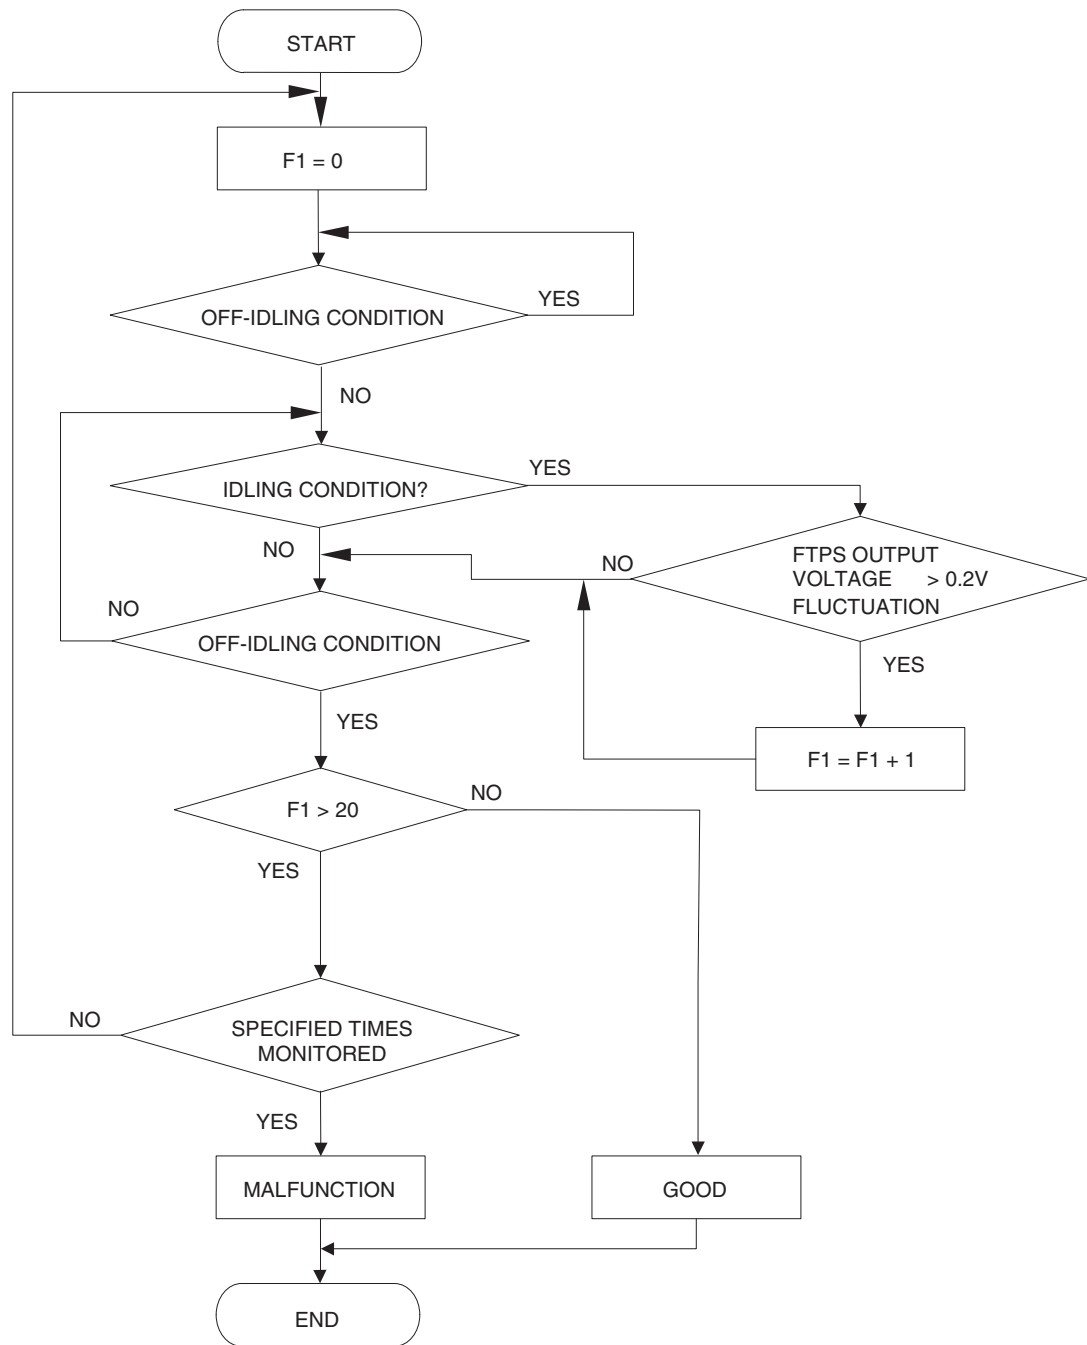 START
F1 = 0
OFF-IDLING CONDITION
YES
NO
IDLING CONDITION?
YES
NO
FTPS OUTPUT
VOLTAGE > 0.2V
FLUCTUATION
NO
NO
OFF-IDLING CONDITION
YES
YES
F1 = F1 + 1
F1 > 20
NO
YES
SPECIFIED TIMES
MONITORED
NO
YES
MALFUNCTION
GOOD
END